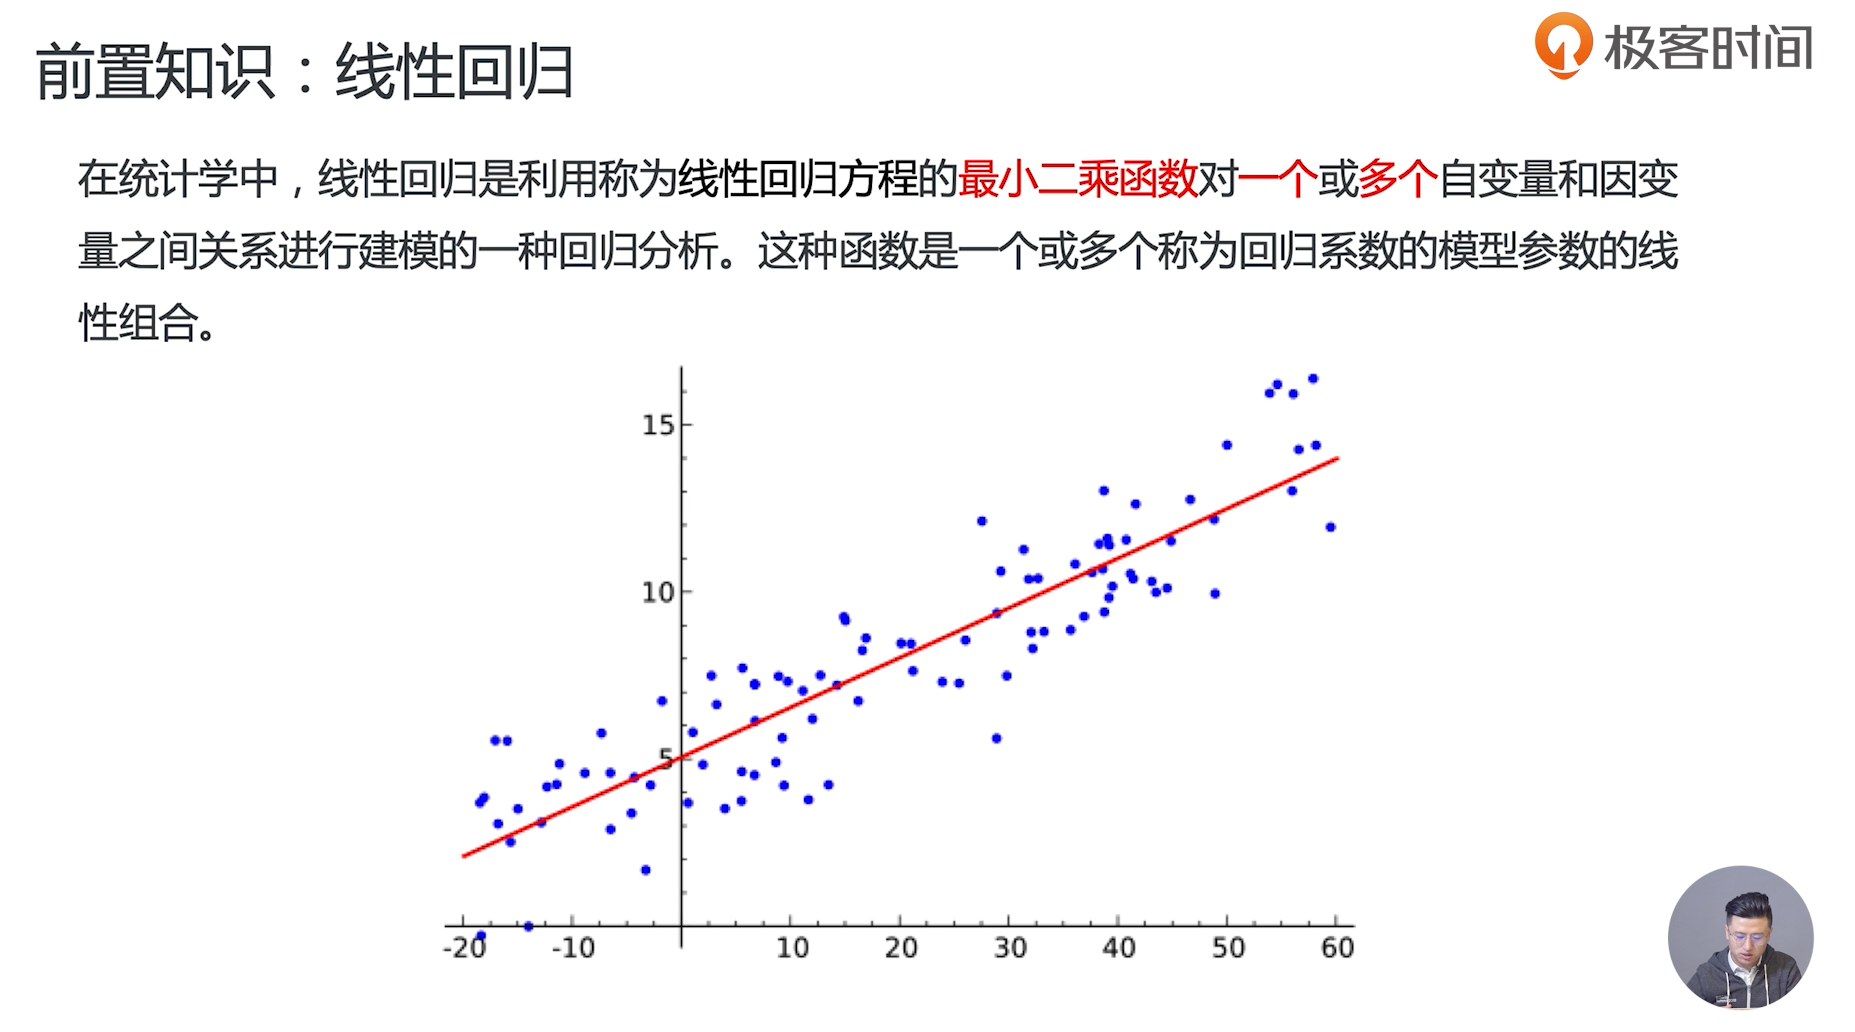 前置知识：线性回归
极客时间
在统计学中，线性回归是利用称为线性回归方程的最小二乘函数对一个或多个自变量和因变
量之间关系进行建模的一种回归分析。这种函数是一个或多个称为回归系数的模型参数的线
性组合。
15
10
5
-20 -10 10 20 30 40 50 60